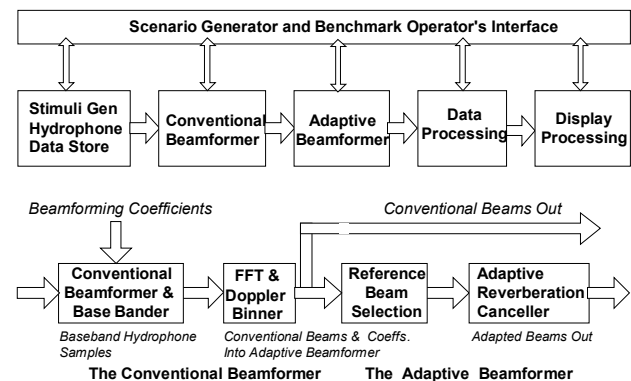 Scenario Generator and Benchmark Operator's Interface
Stimuli Gen
Hydrophone
Data Store
Conventional
Beamformer
Adaptive
Beamformer
Data
Processing
Display
Processing
Beamforming Coefficients
Conventional Beams Out
Conventional
Beamformer &
Base Bander
FFT &
Doppler
Binner
Reference
Beam
Selection
Adaptive
Reverberation
Canceller
Baseband Hydrophone
Samples
Conventional Beams & Coeffs.
Into Adaptive Beamformer
Adapted Beams Out
The Conventional Beamformer
The Adaptive Beamformer